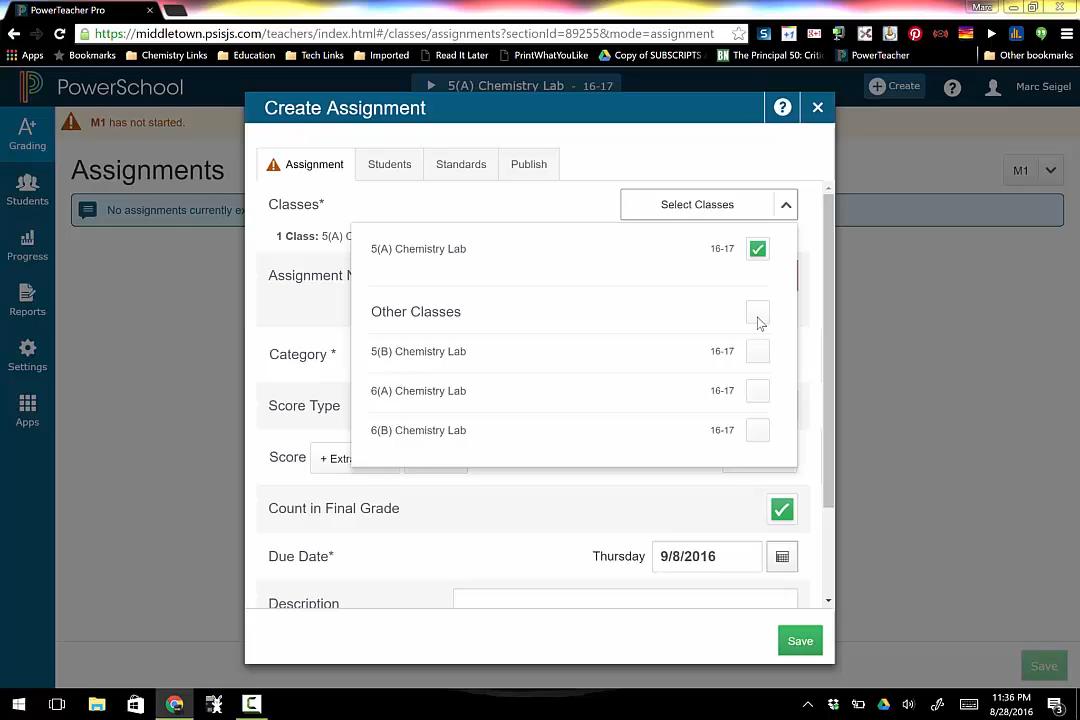 PowerTeacher Pro
Marc
https://middletown.psisjs.com/teachers/index.html#/classes/assignments?sectionId=89255&mode=assignment
Apps
Bookmarks
Chemistry Links
Education
Tech Links
Imported
Read It Later
PrintWhatYouLike
Copy of SUBSCRIPTS
The Principal 50: Criti
PowerTeacher
Other bookmarks
PowerSchool
5(A) Chemistry Lab - 16-17
Create
Marc Seigel
Grading
Students
Progress
Reports
Settings
Apps
M1 has not started.
Assignments
M1
No assignments currently ex
Create Assignment
Assignment
Students
Standards
Publish
Classes*
Select Classes
1 Class: 5(A) C
5(A) Chemistry Lab 16-17
Other Classes
5(B) Chemistry Lab 16-17
6(A) Chemistry Lab 16-17
6(B) Chemistry Lab 16-17
Assignment N
Category *
Score Type
Score
+ Extr
Count in Final Grade
Due Date*
Thursday
9/8/2016
Description
Save
Save
11:36 PM
8/28/2016
3